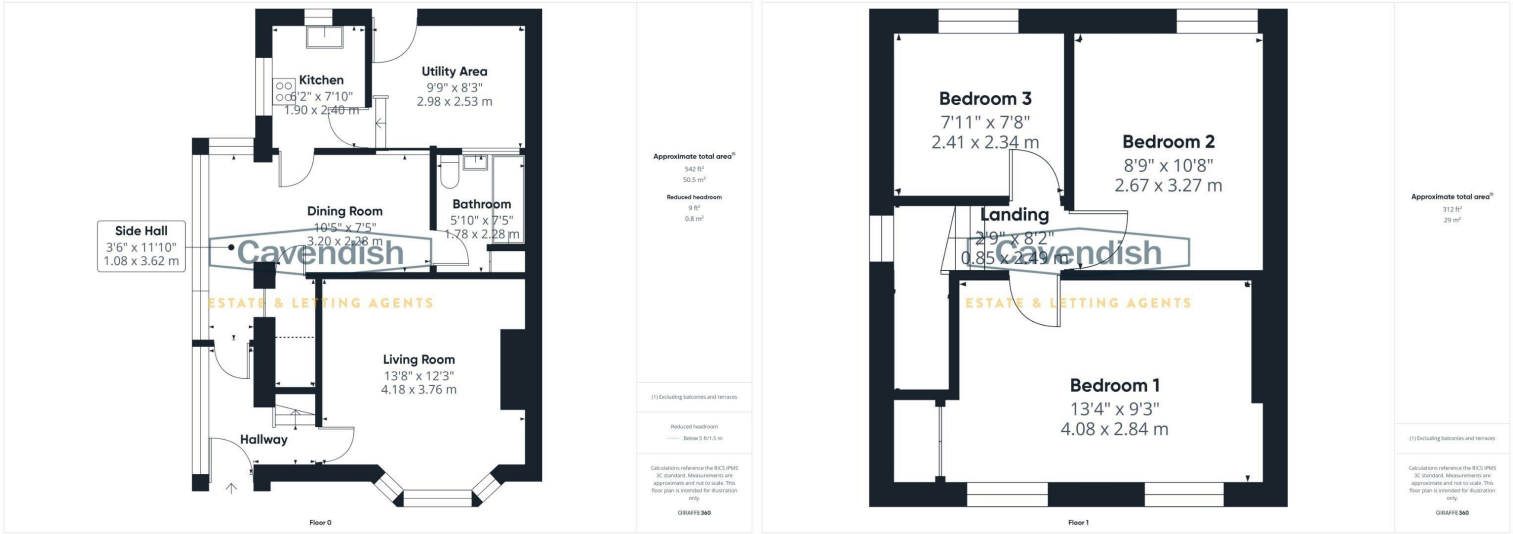 Kitchen
6'2" x 7'10"
1.90 x 2.40 m
Utility Area
9'9" x 8'3"
2.98 x 2.53 m
Dining Room
10'5" x 7'5"
3.20 x 2.28 m
Bathroom
5'10" x 7'5"
1.78 x 2.28 m
Side Hall
3'6" x 11'10"
1.08 x 3.62 m
Cavendish
ESTATE & LETTING AGENTS
Living Room
13'8" x 12'3"
4.18 x 3.76 m
Hallway
Floor 0
Approximate total area(1)
542 ft²
50.5 m²
Reduced headroom
9 ft²
0.8 m²
(1) Excluding balconies and terraces
Reduced headroom
Below 5 ft/1.5 m
Calculations reference the RICS IPMS
3C standard. Measurements are
approximate and not to scale. This
floor plan is intended for illustration
only.
GIRAFFE360
Bedroom 3
7'11" x 7'8"
2.41 x 2.34 m
Bedroom 2
8'9" x 10'8"
2.67 x 3.27 m
Landing
2'9" x 8'2"
0.85 x 2.49 m
Cavendish
ESTATE & LETTING AGENTS
Bedroom 1
13'4" x 9'3"
4.08 x 2.84 m
Floor 1
Approximate total area(1)
312 ft²
29 m²
(1) Excluding balconies and terraces
Calculations reference the RICS IPMS
3C standard. Measurements are
approximate and not to scale. This
floor plan is intended for illustration
only.
GIRAFFE360